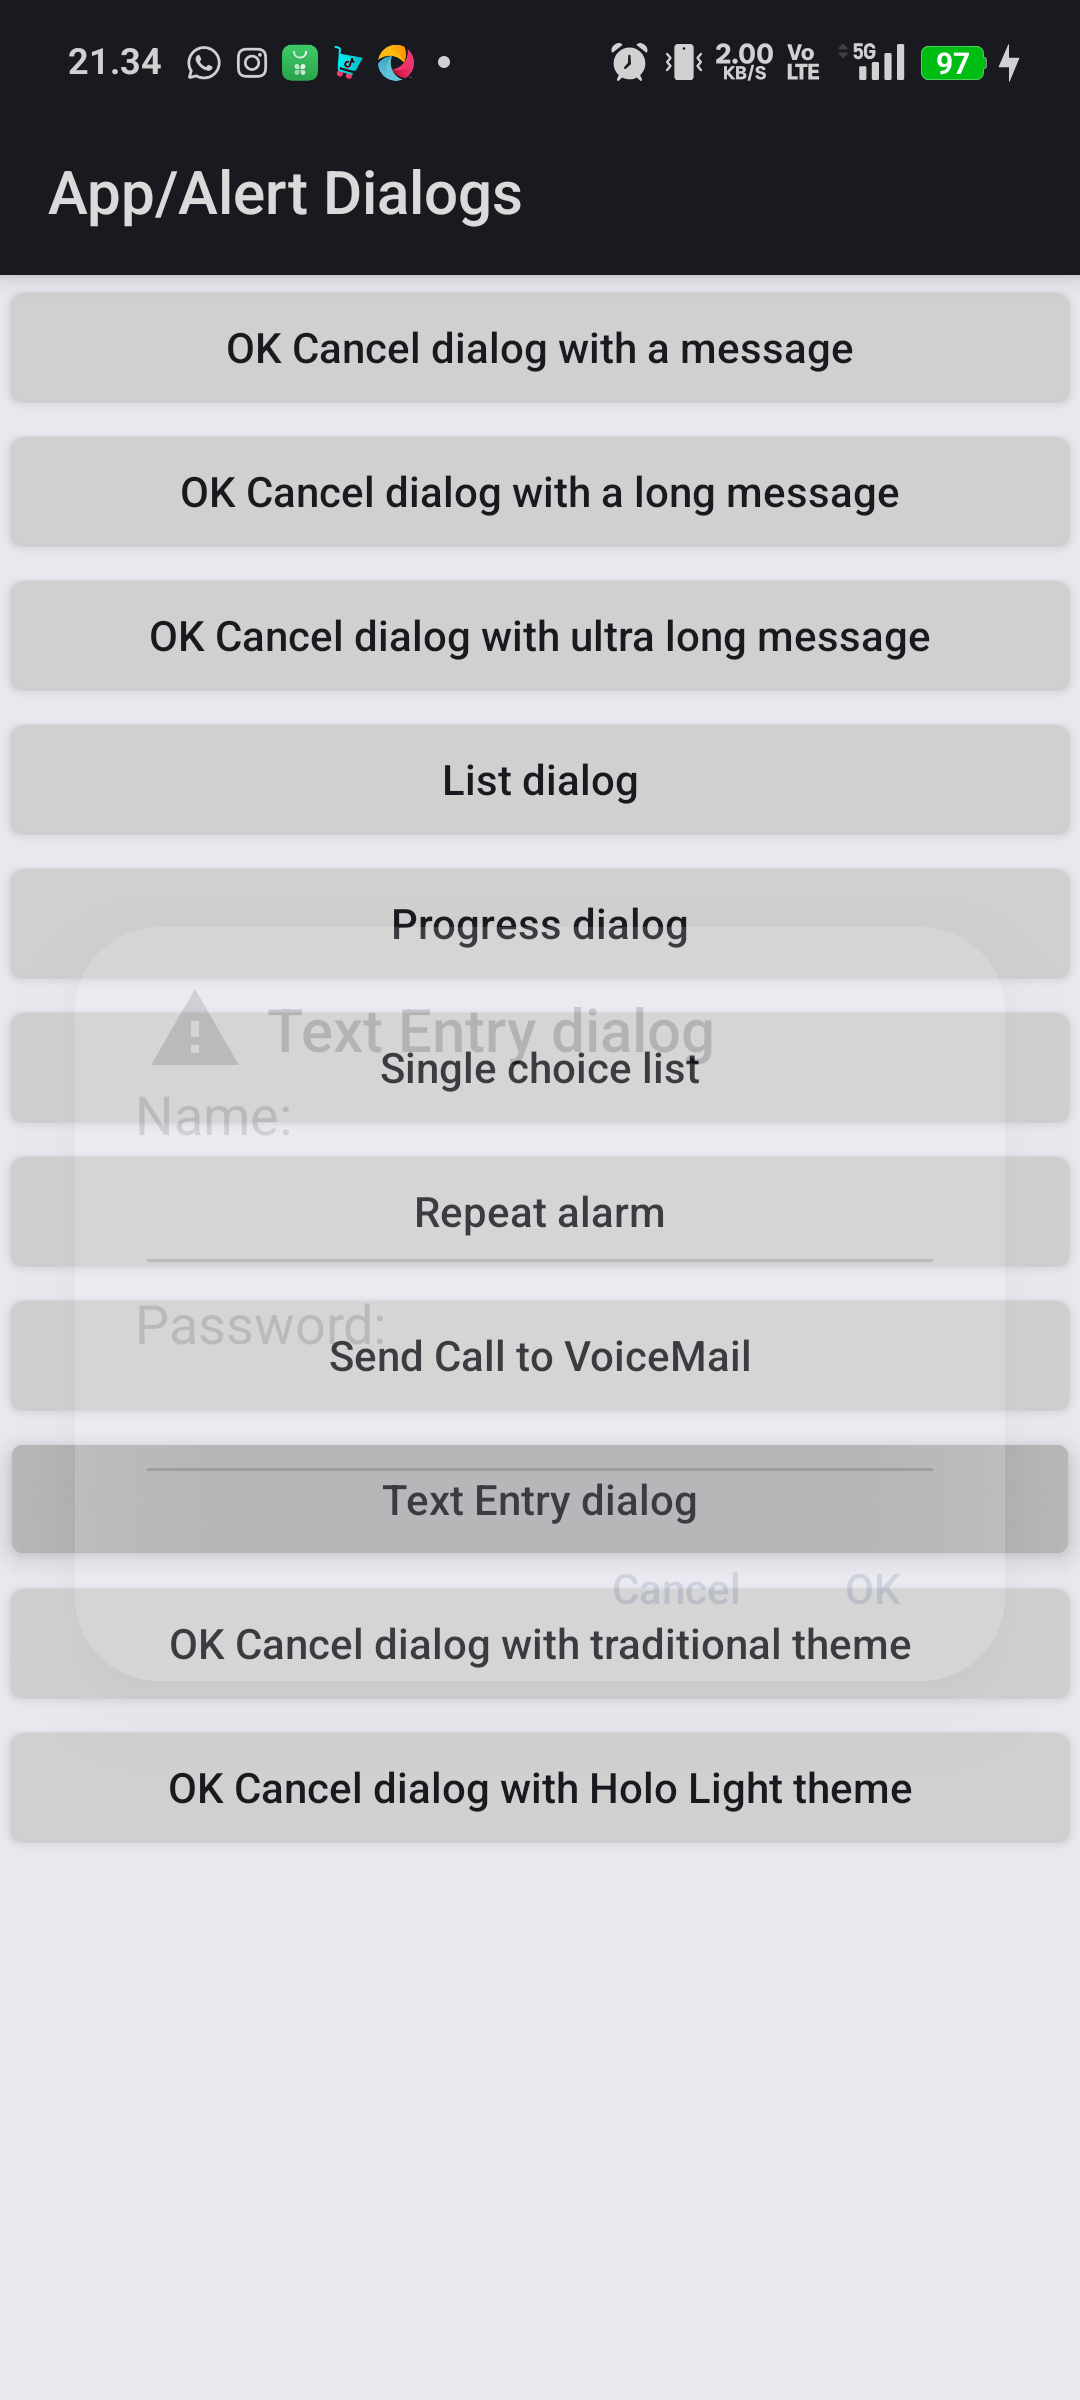 21.34
2.00
KB/S
Vo
LTE
5G
97
App/Alert Dialogs
OK Cancel dialog with a message
OK Cancel dialog with a long message
OK Cancel dialog with ultra long message
List dialog
Progress dialog
Text Entry dialog
Single choice list
Name:
Repeat alarm
Password:
Send Call to VoiceMail
Text Entry dialog
Cancel OK
OK Cancel dialog with traditional theme
OK Cancel dialog with Holo Light theme